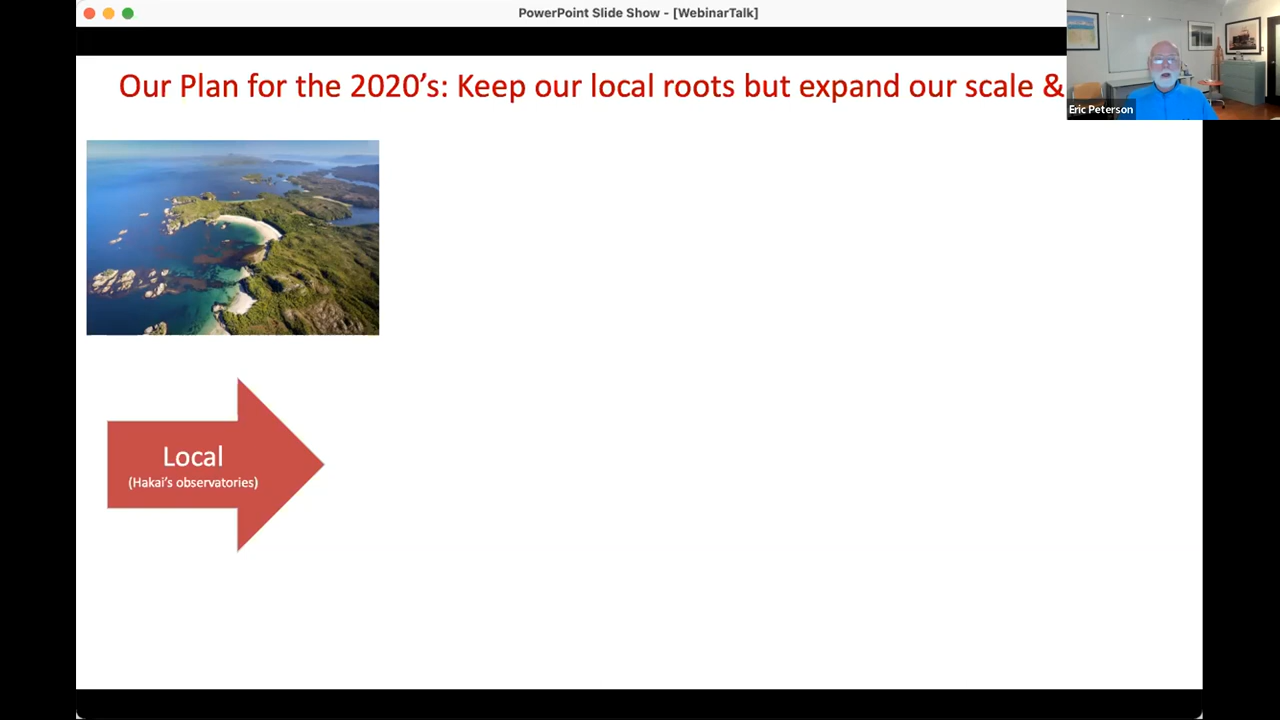 PowerPoint Slide Show - [WebinarTalk]
Our Plan for the 2020’s: Keep our local roots but expand our scale &
Eric Peterson
Local
(Hakai’s observatories)